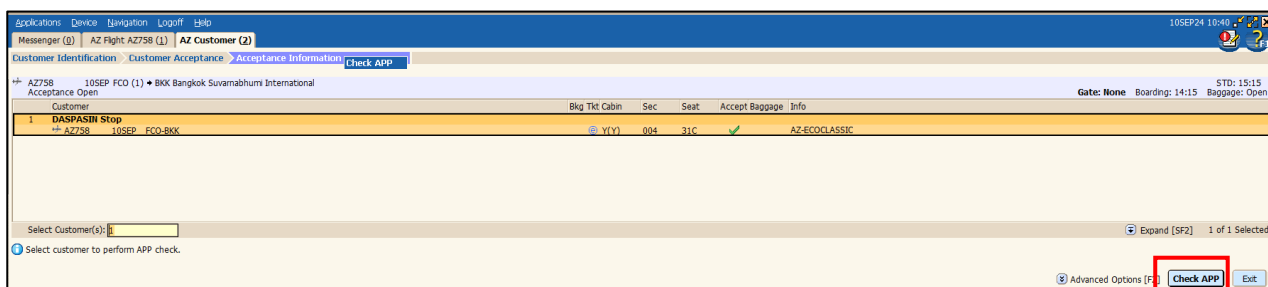 Applications Device Navigation Logoff Help 10SEP24 10:40
Messenger (0) AZ Flight AZ758 (1) AZ Customer (2)
Customer Identification Customer Acceptance Acceptance Information Check APP
AZ758 10SEP FCO (1) → BKK Bangkok Suvarnabhumi International STD: 15:15
Acceptance Open Gate: None Boarding: 14:15 Baggage: Open
Customer Bkg Tkt Cabin Sec Seat Accept Baggage Info
1 DASPASIN Stop
AZ758 10SEP FCO-BKK Y(Y) 004 31C AZ-ECOCLASSIC
Select Customer(s): 1 Expand [SF2] 1 of 1 Selected
Select customer to perform APP check.
Advanced Options Check APP Exit